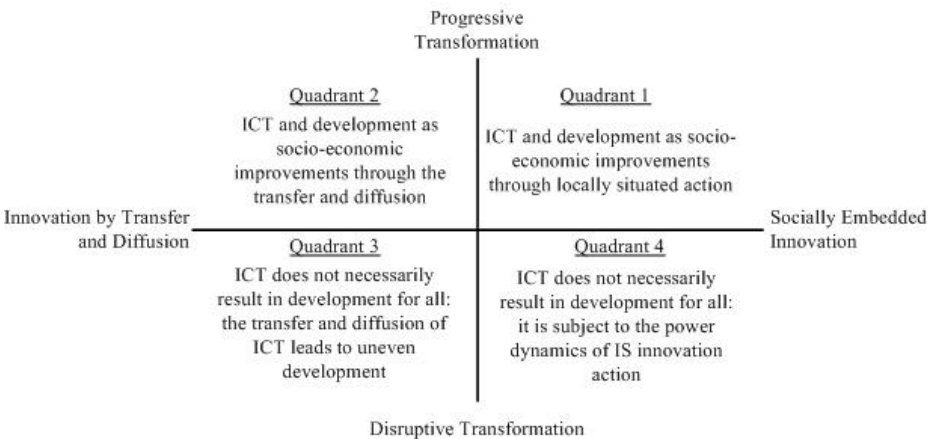 Progressive
Transformation
Quadrant 2
ICT and development as
socio-economic
improvements through the
transfer and diffusion
Quadrant 1
ICT and development as socio-
economic improvements
through locally situated action
Innovation by Transfer
and Diffusion
Socially Embedded
Innovation
Quadrant 3
ICT does not necessarily
result in development for all:
the transfer and diffusion of
ICT leads to uneven
development
Quadrant 4
ICT does not necessarily
result in development for all:
it is subject to the power
dynamics of IS innovation
action
Disruptive Transformation